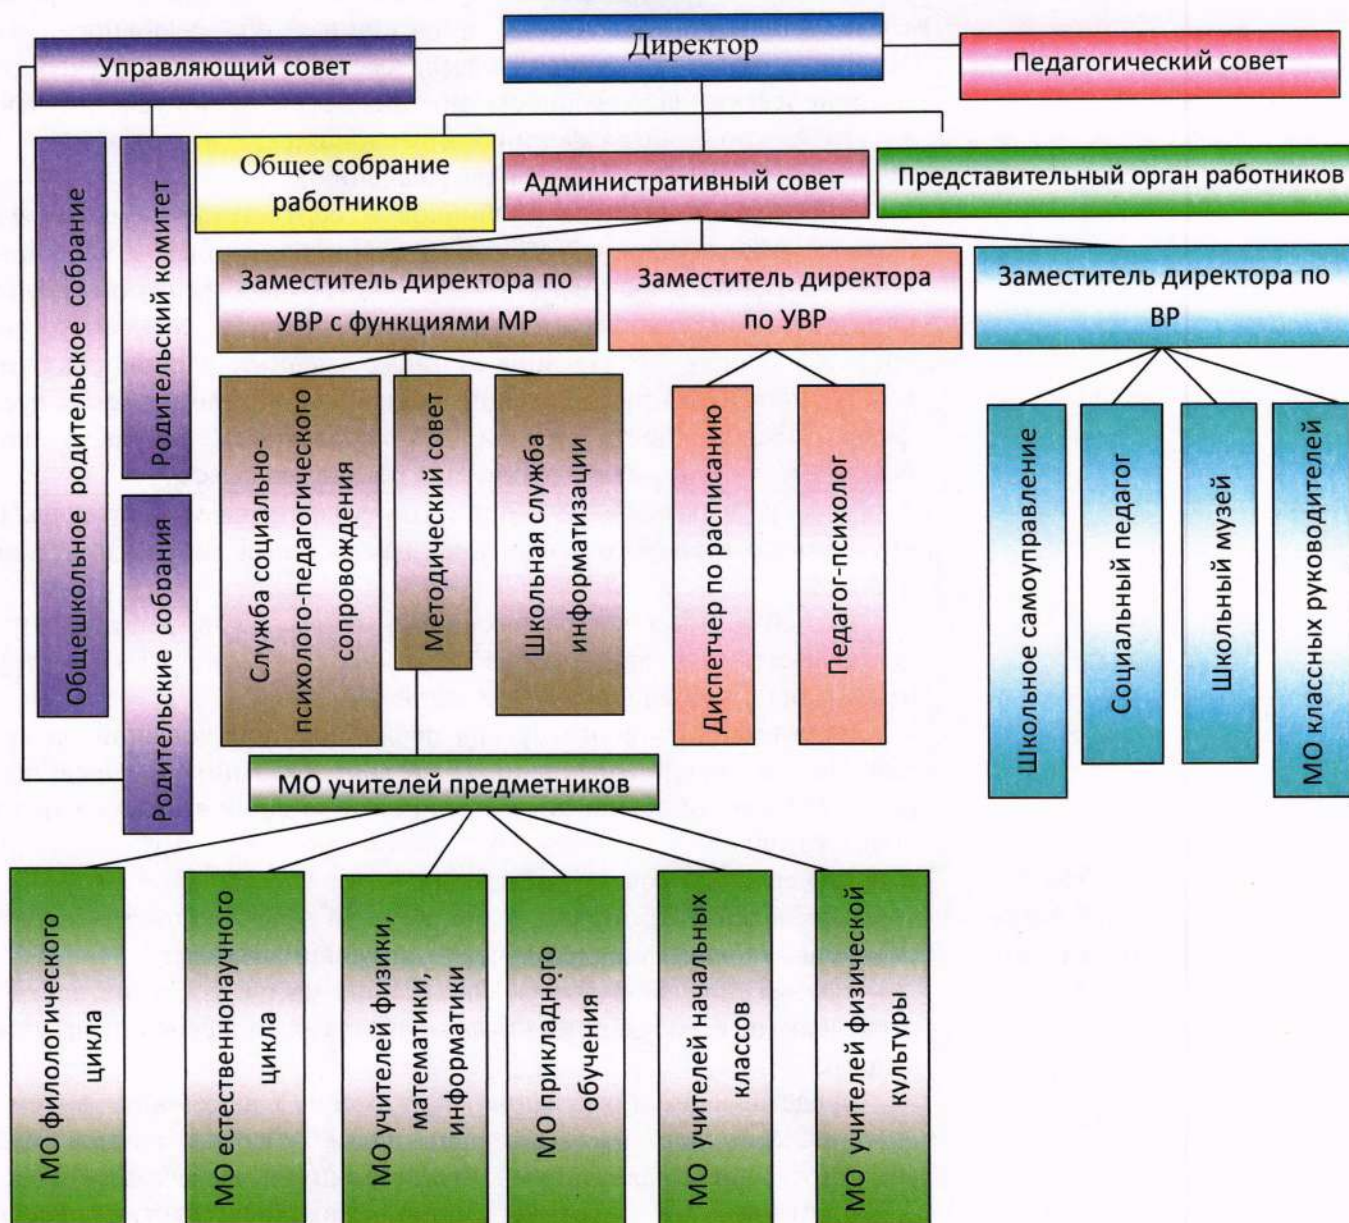 Директор
Управляющий совет
Педагогический совет
Общее собрание
работников
Административный совет
Представительный орган работников
Общешкольное родительское собрание
Родительский комитет
Родительские собрания
Заместитель директора по
УВР с функциями МР
Заместитель директора
по УВР
Заместитель директора по
ВР
Служба социально-
психолого-педагогического
сопровождения
Методический совет
Школьная служба
информатизации
Диспетчер по расписанию
Педагог-психолог
Школьное самоуправление
Социальный педагог
Школьный музей
МО классных руководителей
МО учителей предметников
МО филологического
цикла
МО естественнонаучного
цикла
МО учителей физики,
математики,
информатики
МО прикладного
обучения
МО учителей начальных
классов
МО учителей физической
культуры